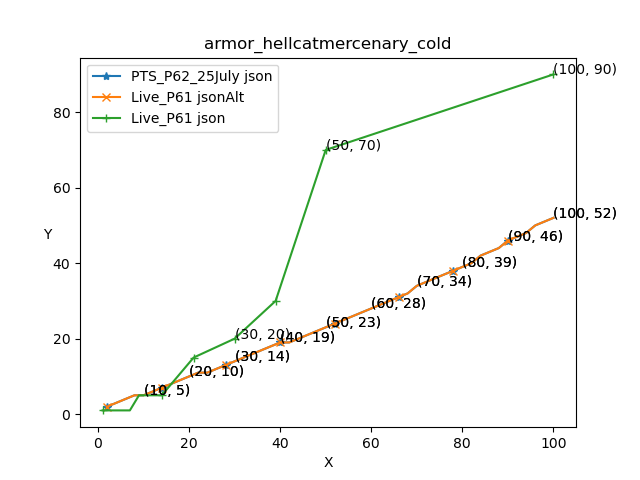 armor_hellcatmercenary_cold
PTS_P62_25July json
Live_P61 jsonAlt
Live_P61 json
(100, 90)
(50, 70)
(100, 52)
(90, 46)
(80, 39)
(70, 34)
(60, 28)
(50, 23)
(30, 20)
(40, 19)
(30, 14)
(20, 10)
(10, 5)
Y
80
60
40
20
0
0 20 40 60 80 100
X